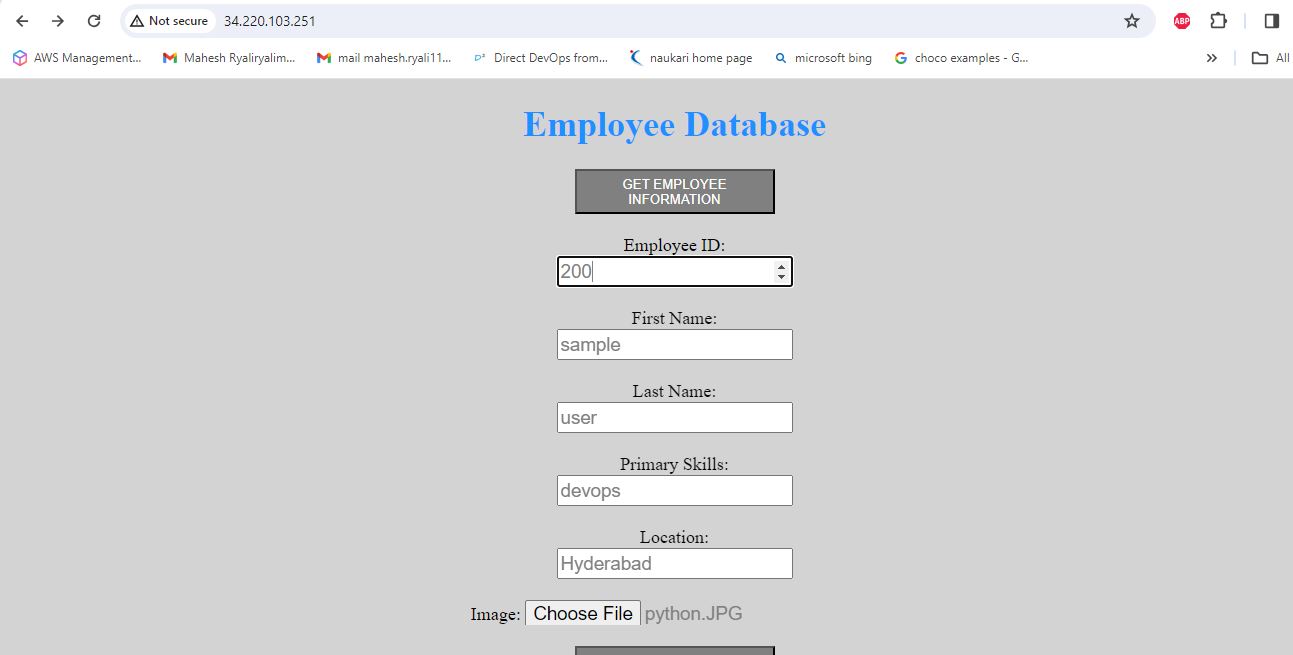 Not secure 34.220.103.251 ABP
AWS Management... Mahesh Ryaliryalim... mail mahesh.ryali11... Direct DevOps from... naukari home page microsoft bing choco examples - G... » All
Employee Database
GET EMPLOYEE
INFORMATION
Employee ID:
200
First Name:
sample
Last Name:
user
Primary Skills:
devops
Location:
Hyderabad
Image: Choose File python.JPG